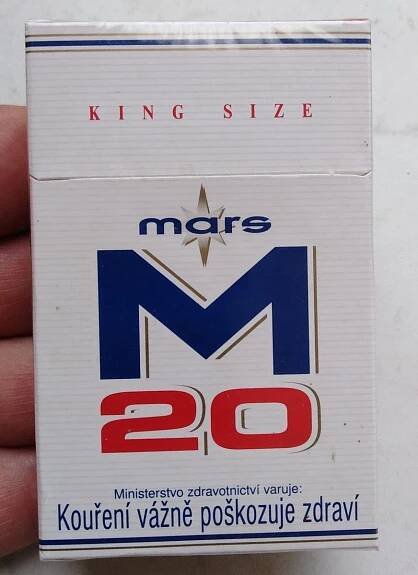 KING SIZE
mars
M
20
Ministerstvo zdravotnictví varuje:
Kouření vážně poškozuje zdraví